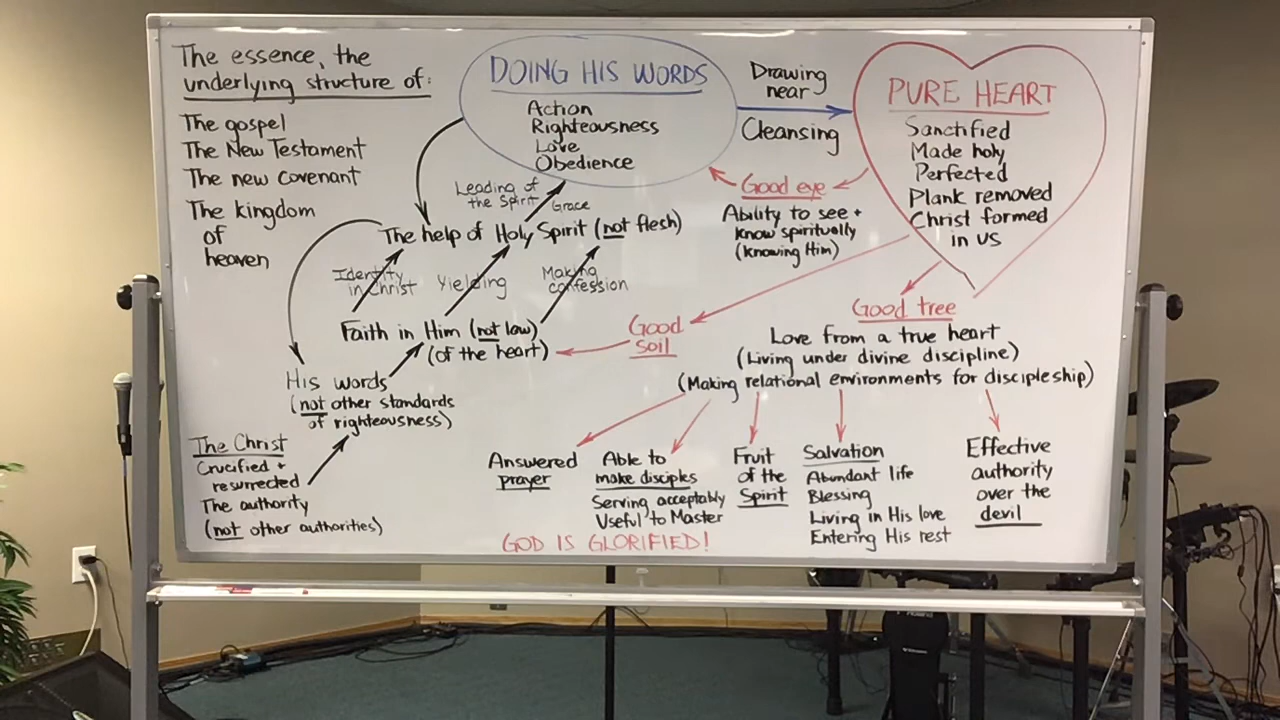 The essence, the
underlying structure of:
The gospel
The New Testament
The new covenant
The kingdom
of
heaven
DOING HIS WORDS
Action
Righteousness
Love
Obedience
Drawing
near
Cleansing
PURE HEART
Sanctified
Made holy
Perfected
Plank removed
Christ formed
in us
Leading of
the Spirit
Grace
Good eye
Ability to see +
know spiritually
(knowing Him)
The help of Holy Spirit (not flesh)
Identity
in Christ
Yielding
Making
confession
Faith in Him (not law)
(of the heart)
Good
Soil
Good tree
Love from a true heart
(Living under divine discipline)
(Making relational environments for discipleship)
His words
(not other standards
of righteousness)
The Christ
Crucified +
resurrected
The authority
(not other authorities)
Answered
prayer
Able to
make disciples
Serving acceptably
Useful to Master
Fruit
of the
Spirit
Salvation
Abundant life
Blessing
Living in His love
Entering His rest
Effective
authority
over the
devil
GOD IS GLORIFIED!
Roland